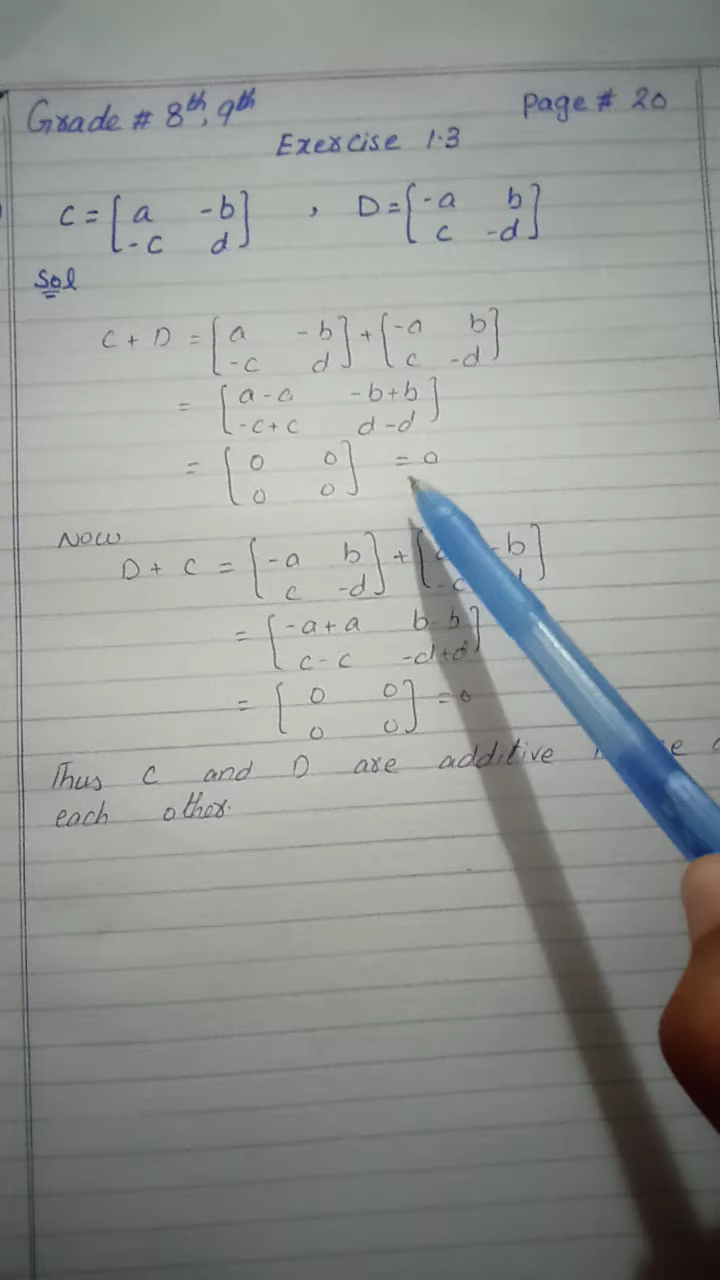 Grade # 8th, 9th Page # 20
Exercise 1.3
C = [ a -b ] , D = [ -a b ]
[ -c d ] [ c -d ]
Sol
C + D = [ a -b ] + [ -a b ]
[ -c d ] [ c -d ]
= [ a - a -b + b ]
[ -c + c d - d ]
= [ 0 0 ] = 0
[ 0 0 ]
Now
D + C = [ -a b ] + [ -b ]
[ c -d ] [ -c ]
= [ -a + a b - b ]
[ c - c -d + d ]
= [ 0 0 ] = 0
[ 0 0 ]
Thus C and D are additive
each other.